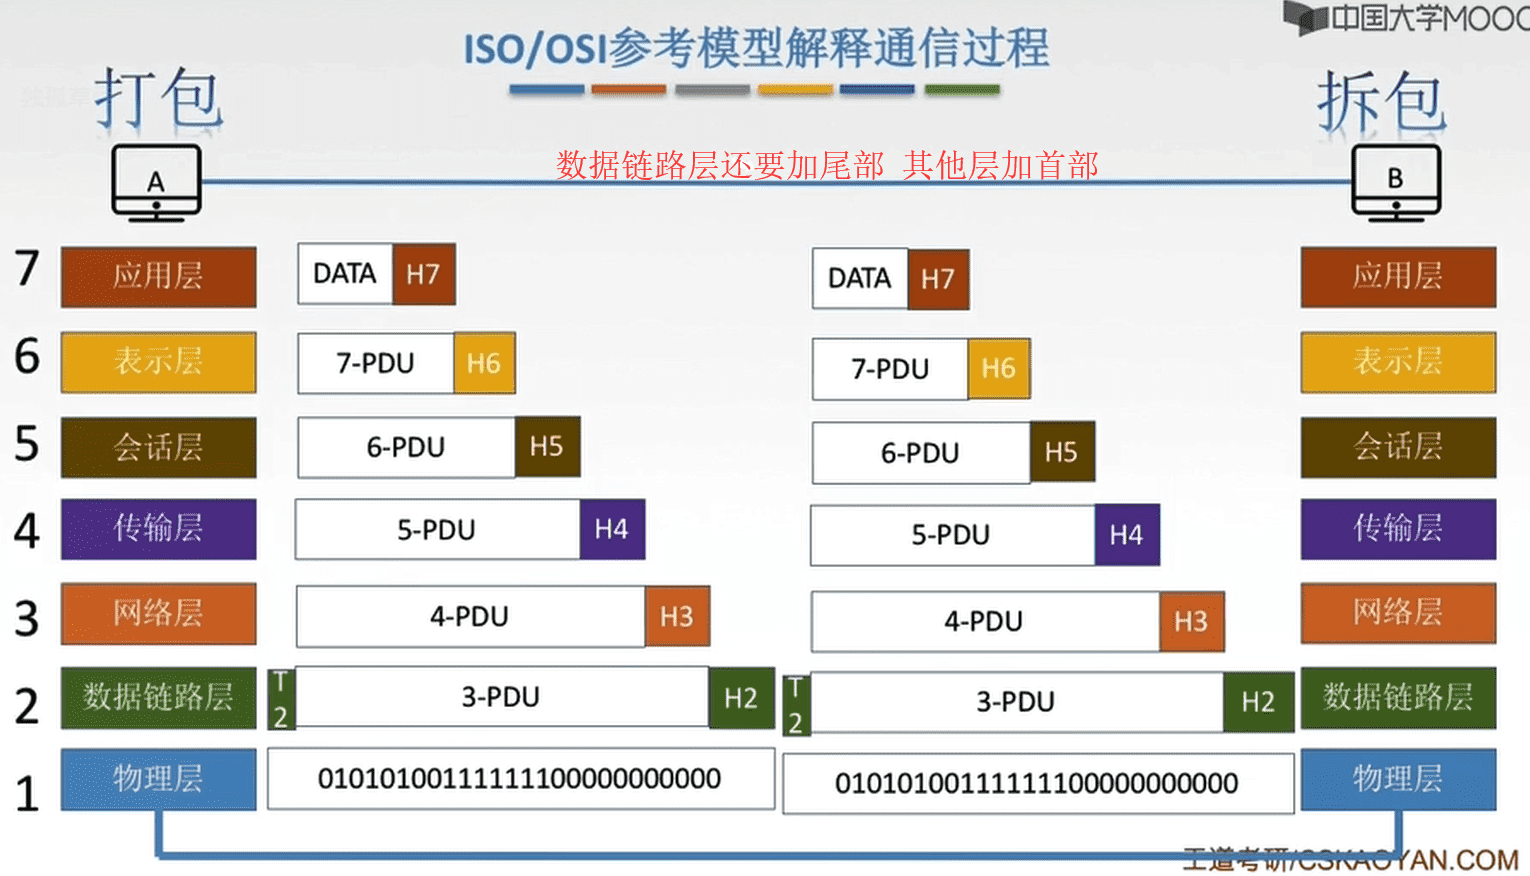 中国大学MOOC
ISO/OSI参考模型解释通信过程
打包
拆包
数据链路层还要加尾部 其他层加首部
A
B
7 应用层 DATA H7 DATA H7 应用层
6 表示层 7-PDU H6 7-PDU H6 表示层
5 会话层 6-PDU H5 6-PDU H5 会话层
4 传输层 5-PDU H4 5-PDU H4 传输层
3 网络层 4-PDU H3 4-PDU H3 网络层
2 数据链路层 T2 3-PDU H2 T2 3-PDU H2 数据链路层
1 物理层 01010100111111100000000000 01010100111111100000000000 物理层
王道考研/CSKAOYAN.COM